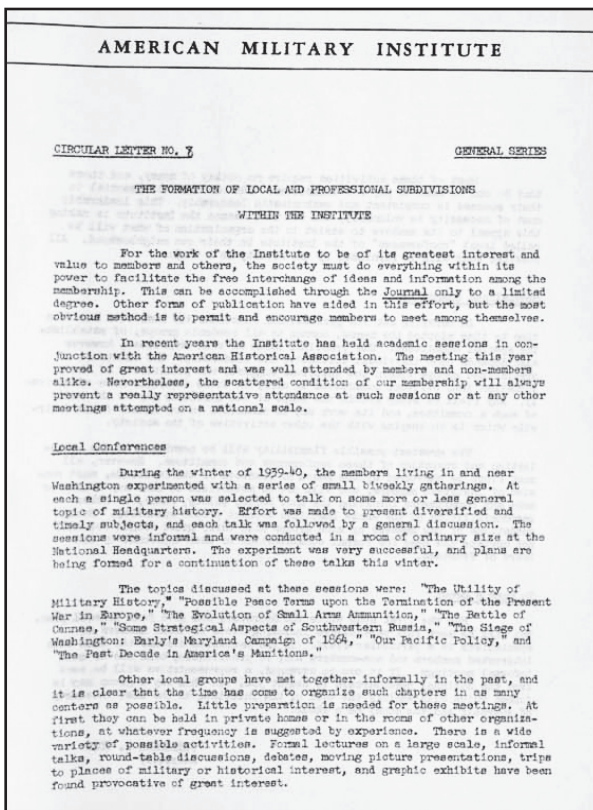 AMERICAN MILITARY INSTITUTE
CIRCULAR LETTER NO. 3
GENERAL SERIES
THE FORMATION OF LOCAL AND PROFESSIONAL SUBDIVISIONS
WITHIN THE INSTITUTE
For the work of the Institute to be of its greatest interest and
value to members and others, the society must do everything within its
power to facilitate the free interchange of ideas and information among the
membership. This can be accomplished through the Journal only to a limited
degree. Other forms of publication have aided in this effort, but the most
obvious method is to permit and encourage members to meet among themselves.
In recent years the Institute has held academic sessions in con-
junction with the American Historical Association. The meeting this year
proved of great interest and was well attended by members and non-members
alike. Nevertheless, the scattered condition of our membership will always
prevent a really representative attendance at such sessions or at any other
meetings attempted on a national scale.
Local Conferences
During the winter of 1939-40, the members living in and near
Washington experimented with a series of small biweekly gatherings. At
each a single person was selected to talk on some more or less general
topic of military history. Effort was made to present diversified and
timely subjects, and each talk was followed by a general discussion. The
sessions were informal and were conducted in a room of ordinary size at the
National Headquarters. The experiment was very successful, and plans are
being formed for a continuation of these talks this winter.
The topics discussed at these sessions were: "The Utility of
Military History," "Possible Peace Terms upon the Termination of the Present
War in Europe," "The Evolution of Small Arms Ammunition," "The Battle of
Cannae," "Some Strategical Aspects of Southwestern Russia," "The Siege of
Washington: Early's Maryland Campaign of 1864," "Our Pacific Policy," and
"The Past Decade in America's Munitions."
Other local groups have met together informally in the past, and
it is clear that the time has come to organize such chapters in as many
centers as possible. Little preparation is needed for these meetings. At
first they can be held in private homes or in the rooms of other organiza-
tions, at whatever frequency is suggested by experience. There is a wide
variety of possible activities. Formal lectures on a large scale, informal
talks, round-table discussions, debates, moving picture presentations, trips
to places of military or historical interest, and graphic exhibits have been
found provocative of great interest.